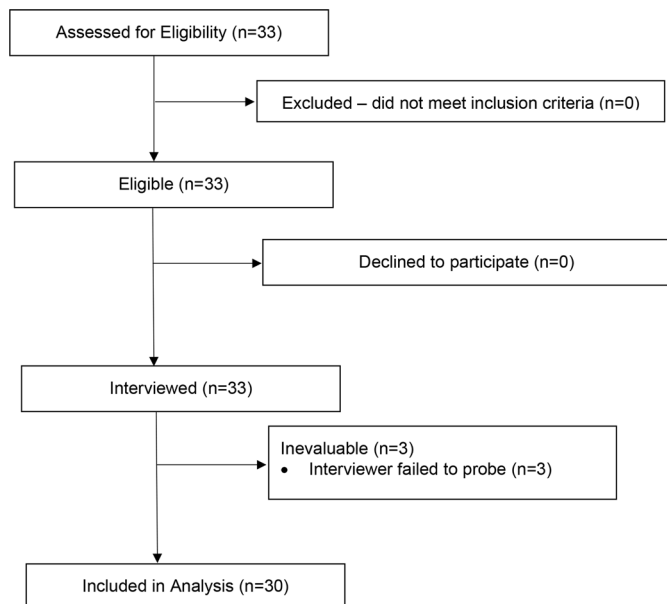 Assessed for Eligibility (n=33)
Excluded – did not meet inclusion criteria (n=0)
Eligible (n=33)
Declined to participate (n=0)
Interviewed (n=33)
Inevaluable (n=3)
• Interviewer failed to probe (n=3)
Included in Analysis (n=30)